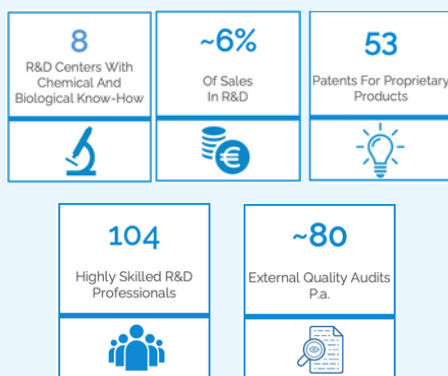 8
R&D Centers With
Chemical And
Biological Know-How
~6%
Of Sales
In R&D
53
Patents For Proprietary
Products
€
104
Highly Skilled R&D
Professionals
~80
External Quality Audits
P.a.